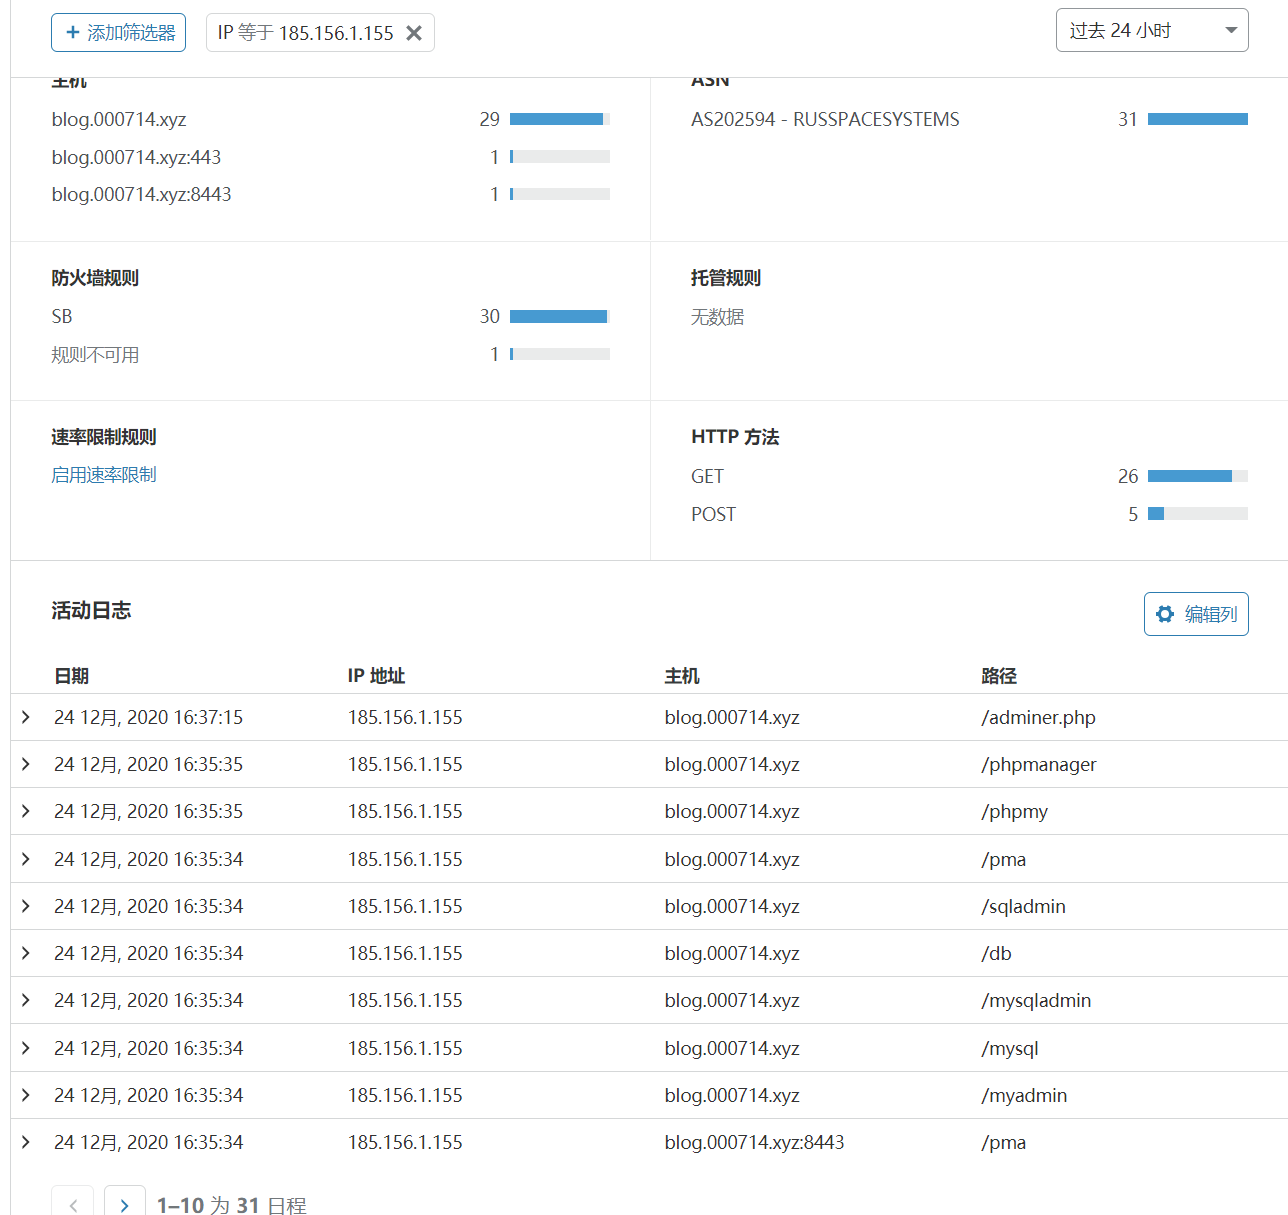 添加筛选器 IP 等于 185.156.1.155 过去 24 小时
主机 ASN
blog.000714.xyz 29 AS202594 - RUSSPACESYSTEMS 31
blog.000714.xyz:443 1
blog.000714.xyz:8443 1
防火墙规则 托管规则
SB 30 无数据
规则不可用 1
速率限制规则 HTTP 方法
启用速率限制 GET 26
POST 5
活动日志 编辑列
日期 IP 地址 主机 路径
24 12月, 2020 16:37:15 185.156.1.155 blog.000714.xyz /adminer.php
24 12月, 2020 16:35:35 185.156.1.155 blog.000714.xyz /phpmanager
24 12月, 2020 16:35:35 185.156.1.155 blog.000714.xyz /phpmy
24 12月, 2020 16:35:34 185.156.1.155 blog.000714.xyz /pma
24 12月, 2020 16:35:34 185.156.1.155 blog.000714.xyz /sqladmin
24 12月, 2020 16:35:34 185.156.1.155 blog.000714.xyz /db
24 12月, 2020 16:35:34 185.156.1.155 blog.000714.xyz /mysqladmin
24 12月, 2020 16:35:34 185.156.1.155 blog.000714.xyz /mysql
24 12月, 2020 16:35:34 185.156.1.155 blog.000714.xyz /myadmin
24 12月, 2020 16:35:34 185.156.1.155 blog.000714.xyz:8443 /pma
1–10 为 31 日程